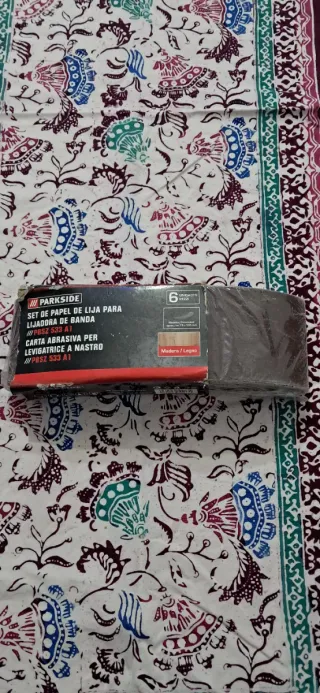 /// PARKSIDE
SET DE PAPEL DE LIJA PARA
LIJADORA DE BANDA
/// PBSZ 533 A1
CARTA ABRASIVA PER
LEVIGATRICE A NASTRO
/// PBSZ 533 A1
6
Madera / Legno